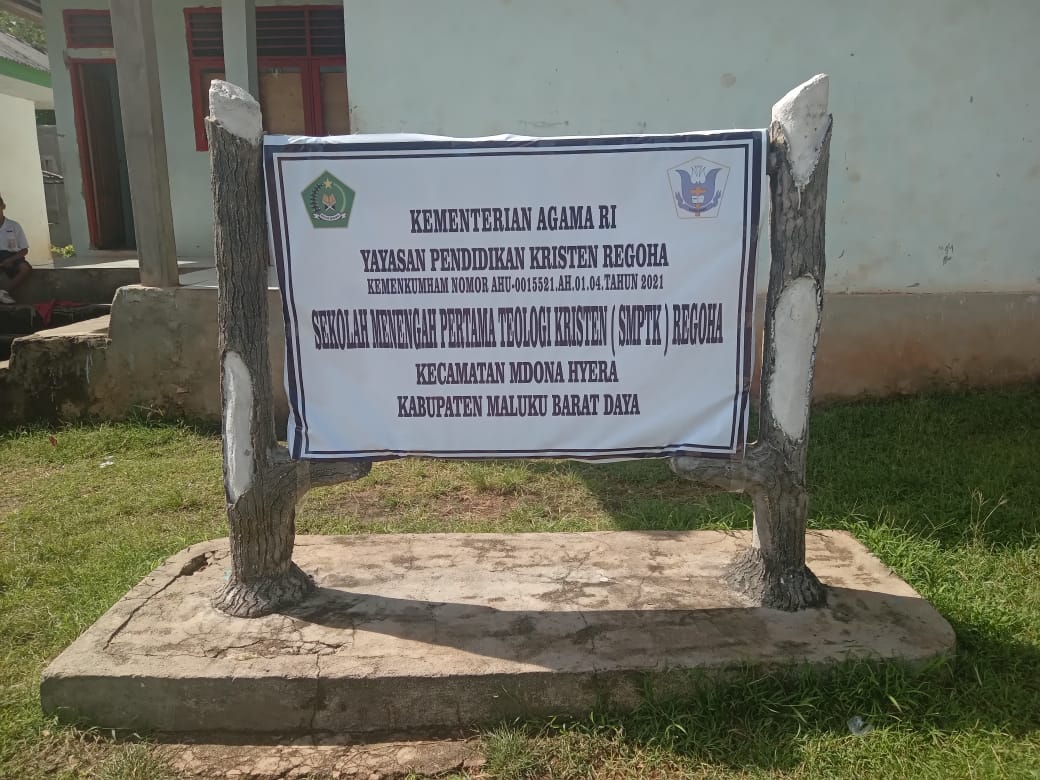 KEMENTERIAN AGAMA RI
YAYASAN PENDIDIKAN KRISTEN REGOHA
KEMENKUMHAM NOMOR AHU-0015521.AH.01.04.TAHUN 2021
SEKOLAH MENENGAH PERTAMA TEOLOGI KRISTEN ( SMPTK ) REGOHA
KECAMATAN MDONA HYERA
KABUPATEN MALUKU BARAT DAYA